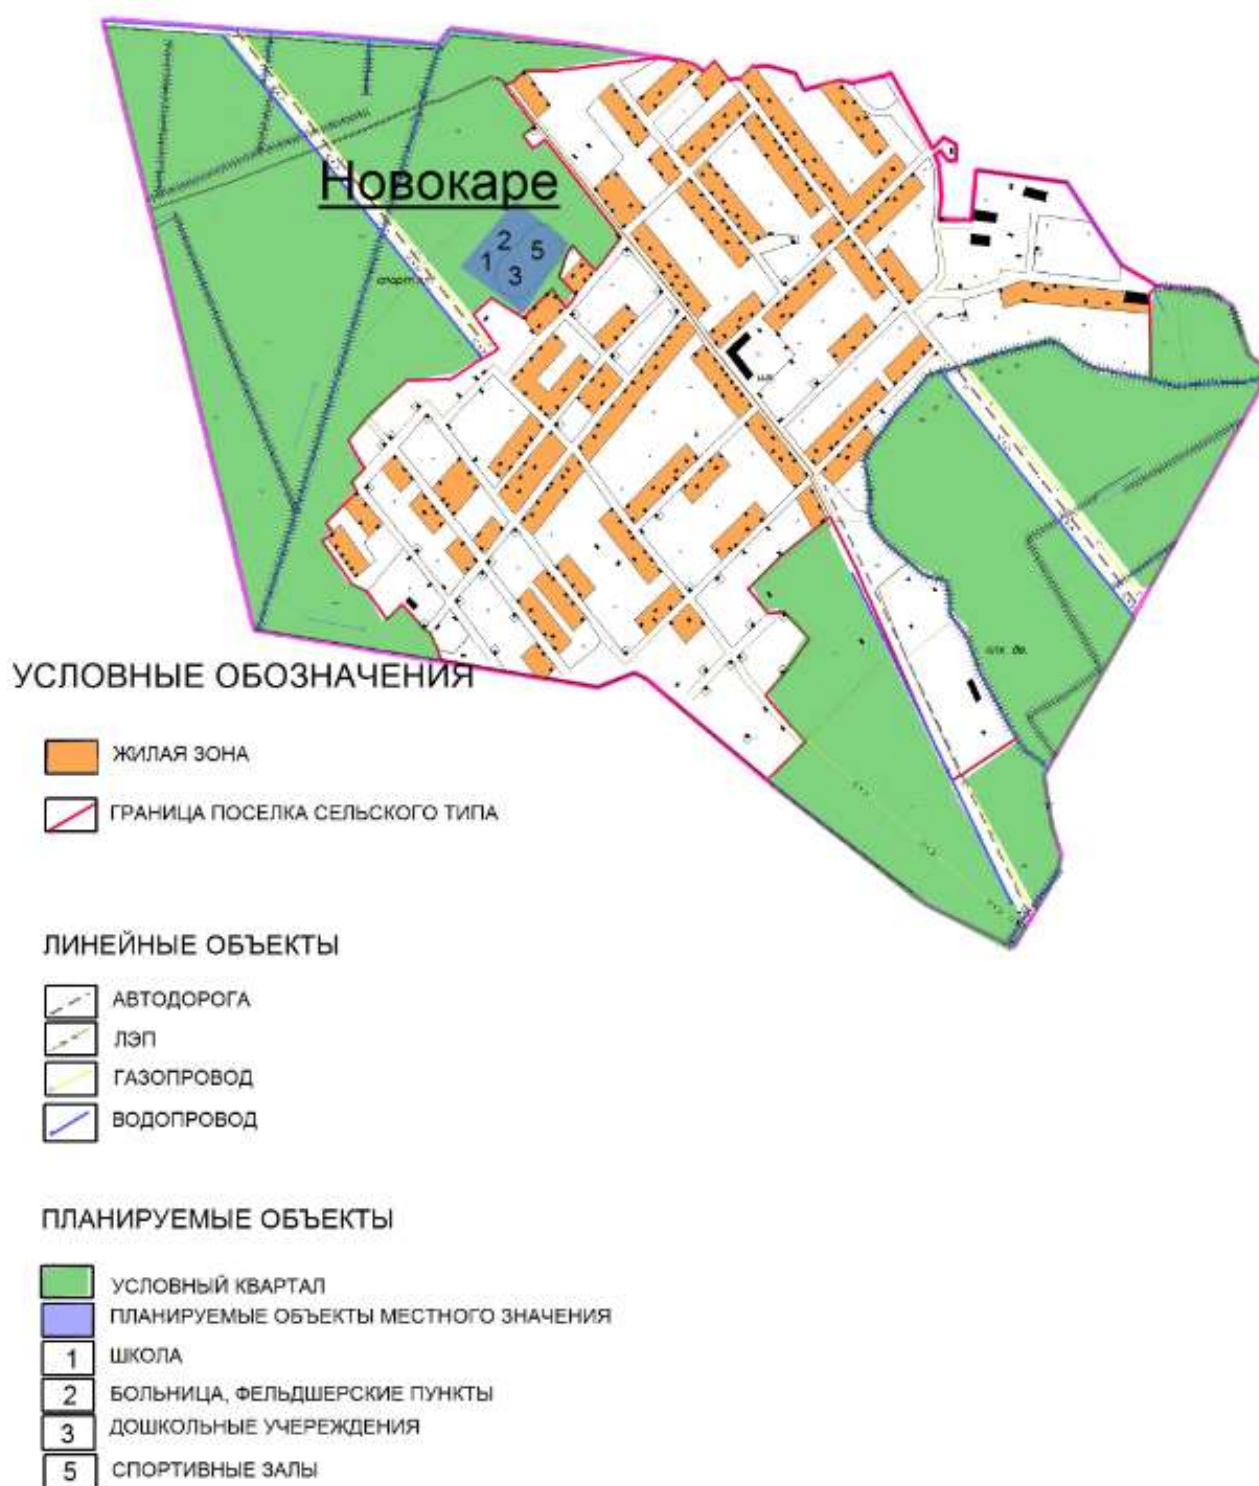 Новокаре
2
5
1
3
УСЛОВНЫЕ ОБОЗНАЧЕНИЯ
ЖИЛАЯ ЗОНА
ГРАНИЦА ПОСЕЛКА СЕЛЬСКОГО ТИПА
ЛИНЕЙНЫЕ ОБЪЕКТЫ
АВТОДОРОГА
ЛЭП
ГАЗОПРОВОД
ВОДОПРОВОД
ПЛАНИРУЕМЫЕ ОБЪЕКТЫ
УСЛОВНЫЙ КВАРТАЛ
ПЛАНИРУЕМЫЕ ОБЪЕКТЫ МЕСТНОГО ЗНАЧЕНИЯ
1 ШКОЛА
2 БОЛЬНИЦА, ФЕЛЬДШЕРСКИЕ ПУНКТЫ
3 ДОШКОЛЬНЫЕ УЧЕРЕЖДЕНИЯ
5 СПОРТИВНЫЕ ЗАЛЫ